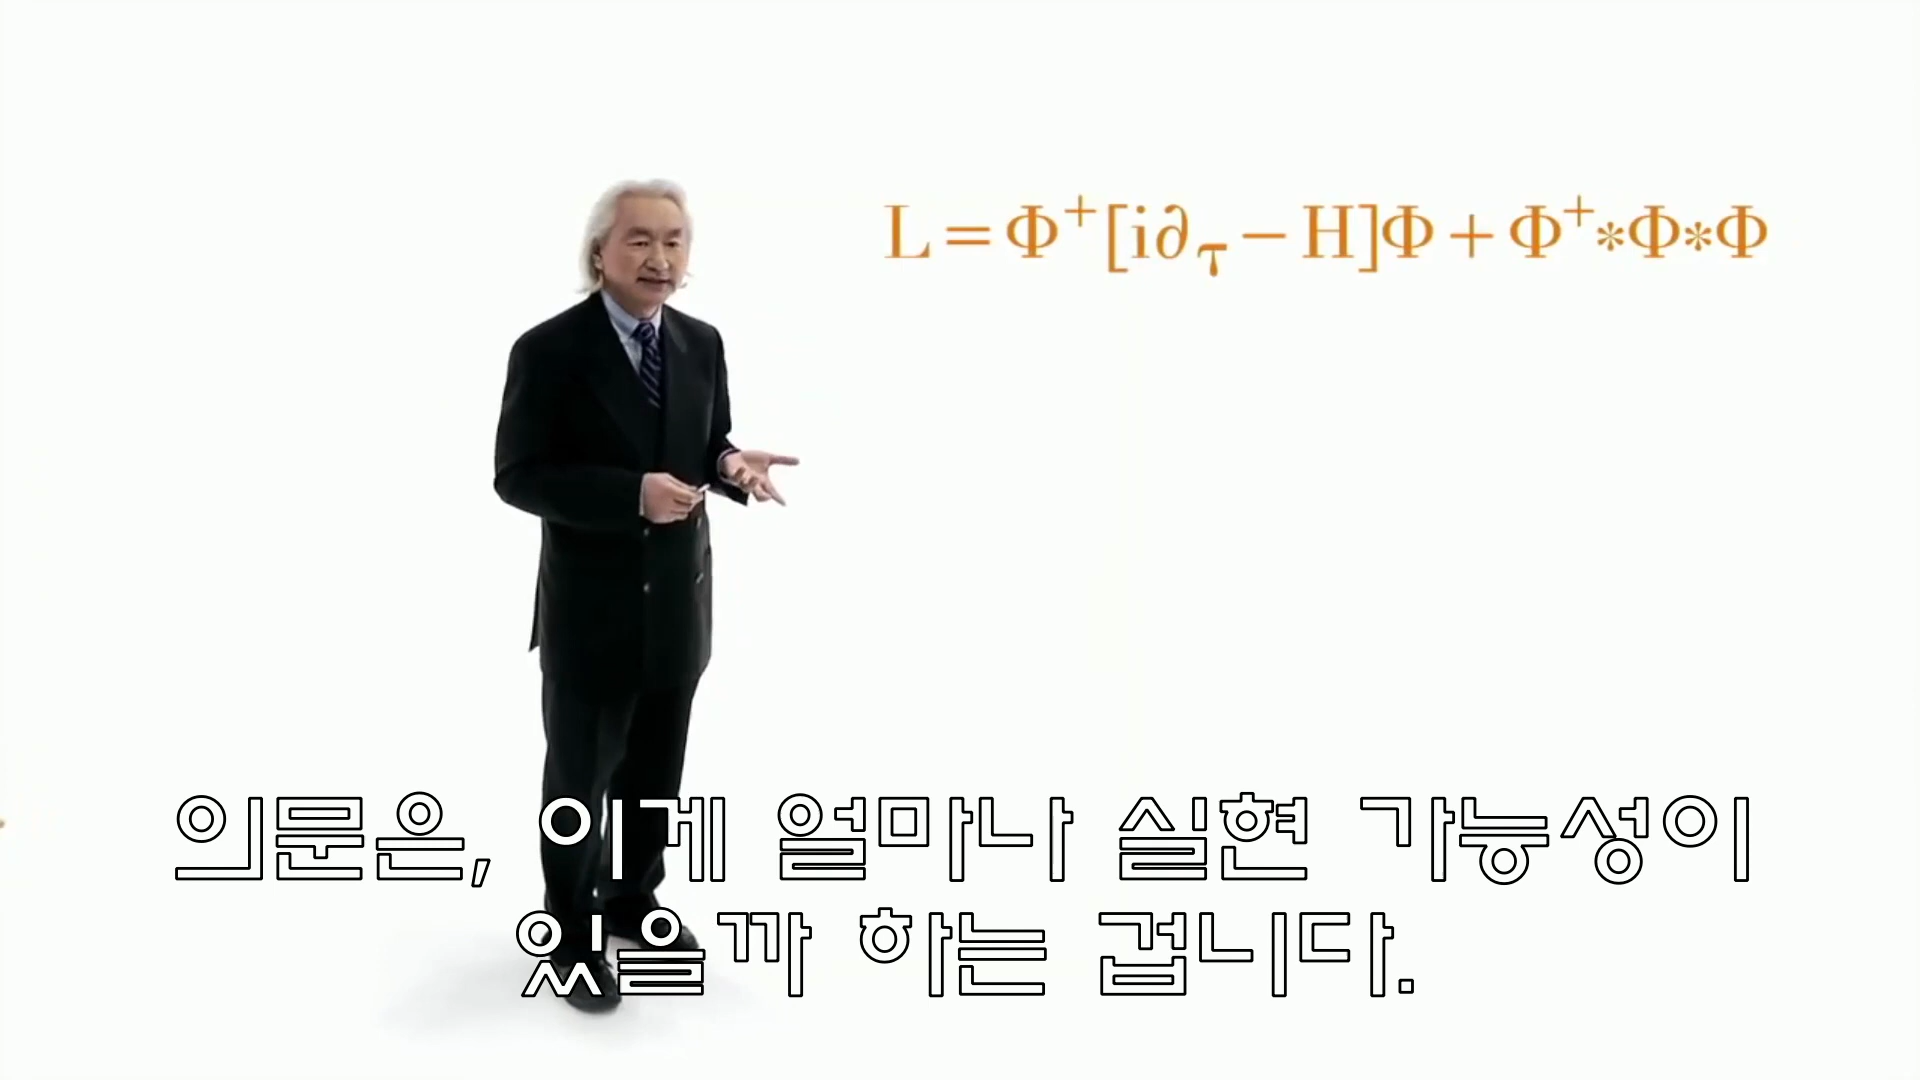 L = Φ⁺[i∂τ − H]Φ + Φ⁺*Φ*Φ
의문은, 이게 얼마나 실현 가능성이
있을까 하는 겁니다.